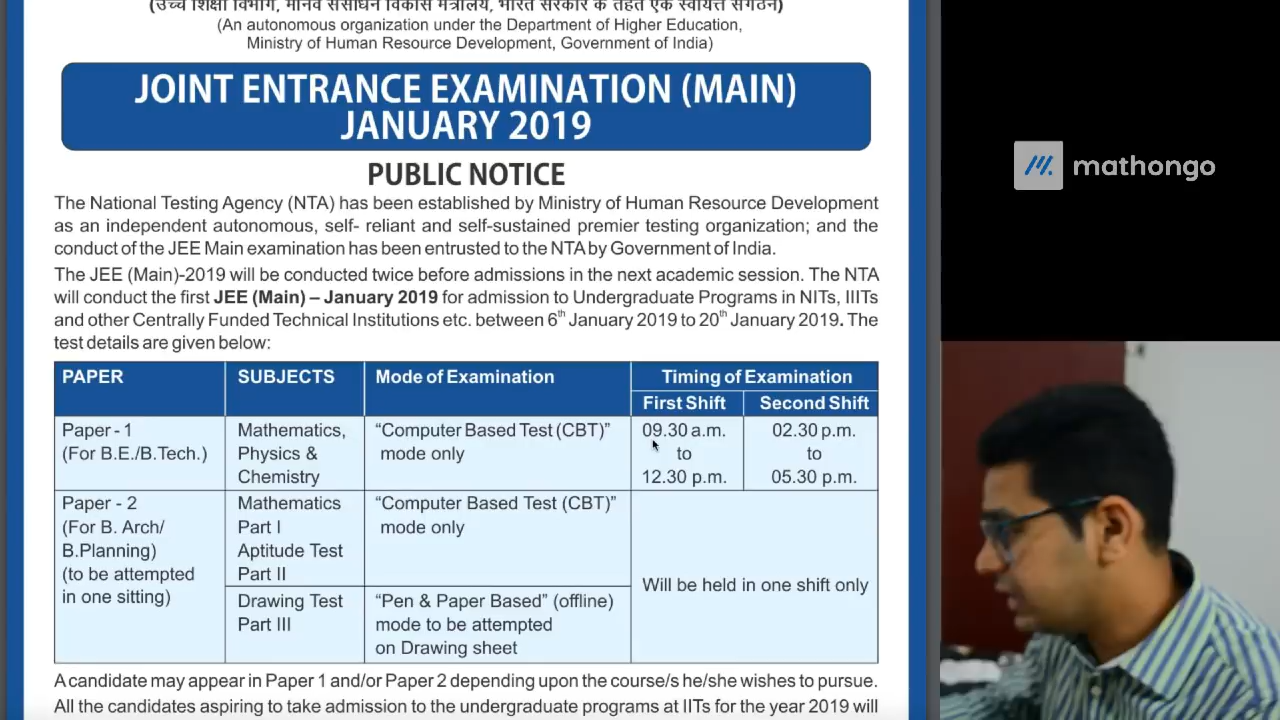 (उच्च शिक्षा विभाग, मानव संसाधन विकास मंत्रालय, भारत सरकार के तहत एक स्वायत्त संगठन)
(An autonomous organization under the Department of Higher Education,
Ministry of Human Resource Development, Government of India)
JOINT ENTRANCE EXAMINATION (MAIN)
JANUARY 2019
PUBLIC NOTICE
The National Testing Agency (NTA) has been established by Ministry of Human Resource Development
as an independent autonomous, self- reliant and self-sustained premier testing organization; and the
conduct of the JEE Main examination has been entrusted to the NTA by Government of India.
The JEE (Main)-2019 will be conducted twice before admissions in the next academic session. The NTA
will conduct the first JEE (Main) – January 2019 for admission to Undergraduate Programs in NITs, IIITs
and other Centrally Funded Technical Institutions etc. between 6th January 2019 to 20th January 2019. The
test details are given below:
PAPER SUBJECTS Mode of Examination Timing of Examination
First Shift Second Shift
Paper - 1 Mathematics, “Computer Based Test (CBT)” 09.30 a.m. 02.30 p.m.
(For B.E./B.Tech.) Physics & mode only to to
Chemistry 12.30 p.m. 05.30 p.m.
Paper - 2 Mathematics “Computer Based Test (CBT)”
(For B. Arch/ Part I mode only
B.Planning) Aptitude Test
(to be attempted Part II Will be held in one shift only
in one sitting) Drawing Test “Pen & Paper Based” (offline)
Part III mode to be attempted
on Drawing sheet
A candidate may appear in Paper 1 and/or Paper 2 depending upon the course/s he/she wishes to pursue.
All the candidates aspiring to take admission to the undergraduate programs at IITs for the year 2019 will
mathongo